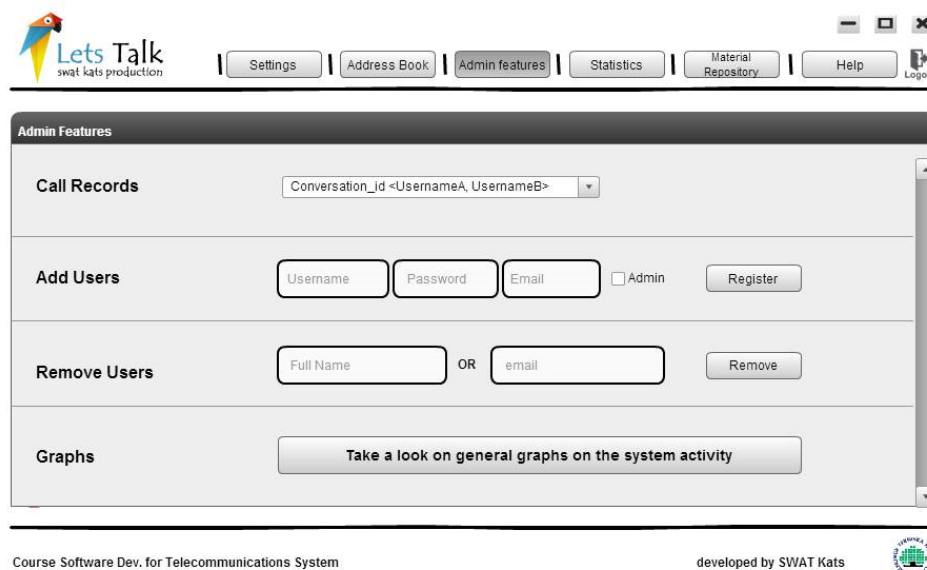 Lets Talk
swat kats production
Settings
Address Book
Admin features
Statistics
Material
Repository
Help
Admin Features
Call Records
Conversation_id <UsernameA, UsernameB>
Add Users
Username
Password
Email
Admin
Register
Remove Users
Full Name
OR
email
Remove
Graphs
Take a look on general graphs on the system activity
Course Software Dev. for Telecommunications System
developed by SWAT Kats